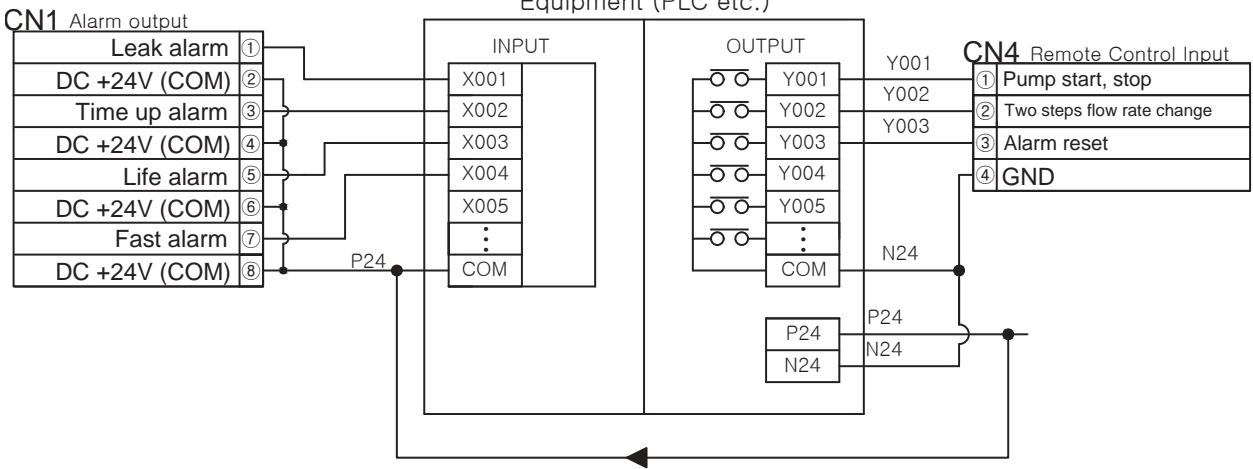 Equipment (PLC etc.)
CN1 Alarm output
Leak alarm ①
DC +24V (COM) ②
Time up alarm ③
DC +24V (COM) ④
Life alarm ⑤
DC +24V (COM) ⑥
Fast alarm ⑦
DC +24V (COM) ⑧
P24
INPUT
X001
X002
X003
X004
X005
⋮
COM
OUTPUT
Y001
Y002
Y003
Y004
Y005
⋮
COM
P24
N24
Y001
Y002
Y003
N24
P24
N24
CN4 Remote Control Input
① Pump start, stop
② Two steps flow rate change
③ Alarm reset
④ GND